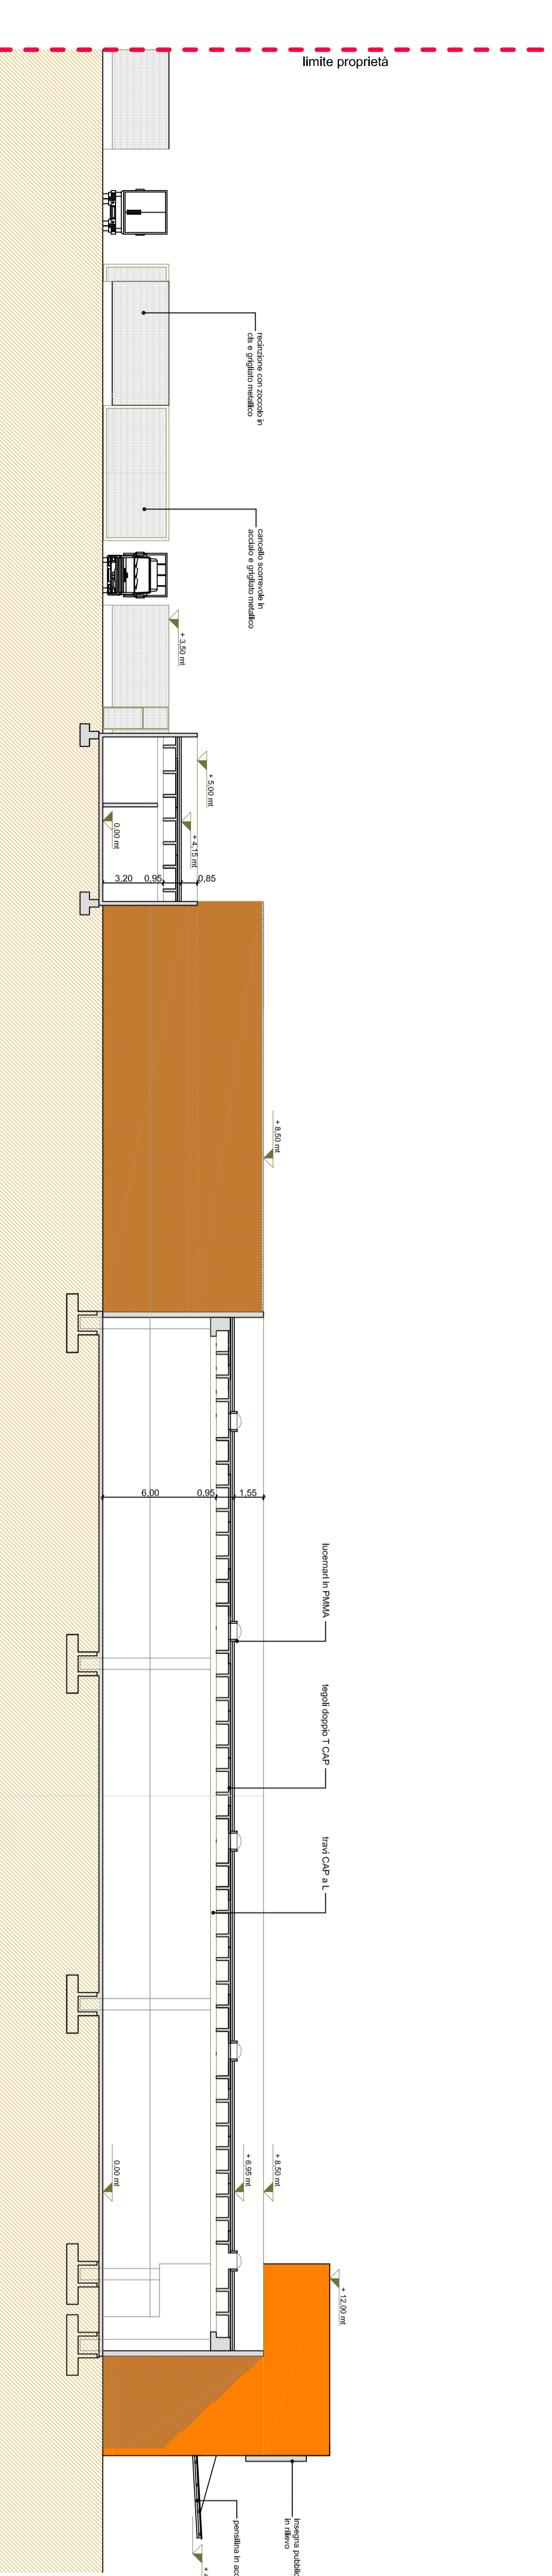 limite proprietà
recinzione con zoccolo in
cls e grigliato metallico
cancello scorrevole in
acciaio e grigliato metallico
+ 3,50 mt
+ 5,00 mt
+ 4,15 mt
0,00 mt
3,20
0,95
0,85
+ 8,50 mt
6,00
0,95
1,55
lucernari in PMMA
tegoli doppio T CAP
travi CAP a L
0,00 mt
+ 6,95 mt
+ 8,50 mt
+ 12,00 mt
insegna
in rilievo
pensilina in